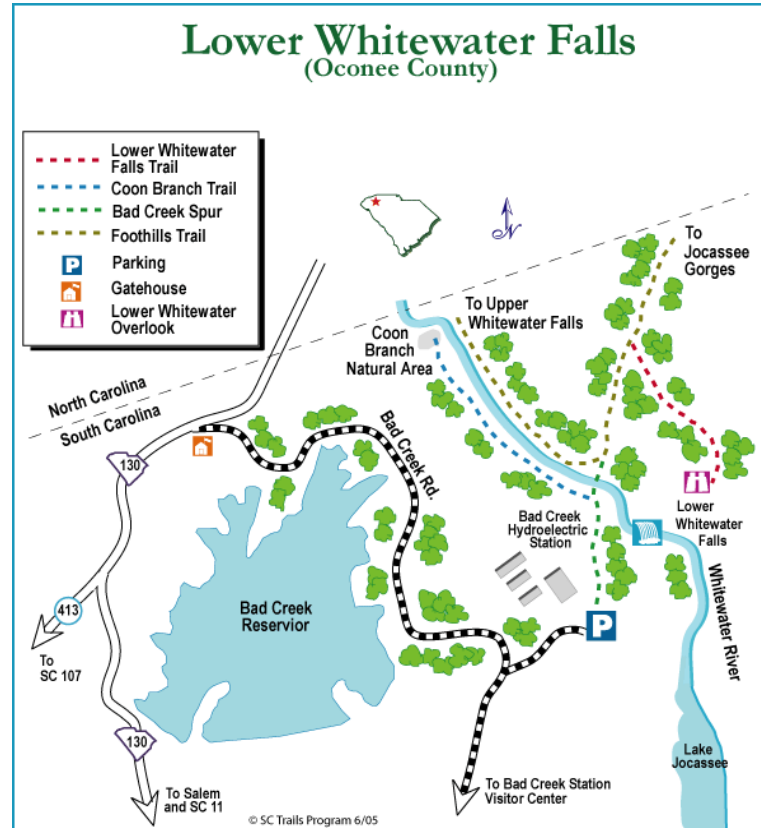 Lower Whitewater Falls
(Oconee County)
Lower Whitewater
Falls Trail
Coon Branch Trail
Bad Creek Spur
Foothills Trail
P
Parking
Gatehouse
Lower Whitewater
Overlook
N
To
Jocassee
Gorges
To Upper
Whitewater Falls
Coon
Branch
Natural Area
North Carolina
South Carolina
130
Bad Creek Rd.
Bad Creek
Hydroelectric
Station
Lower
Whitewater
Falls
Whitewater River
Bad Creek
Reservior
413
To
SC 107
P
130
To Salem
and SC 11
To Bad Creek Station
Visitor Center
Lake
Jocassee
© SC Trails Program 6/05